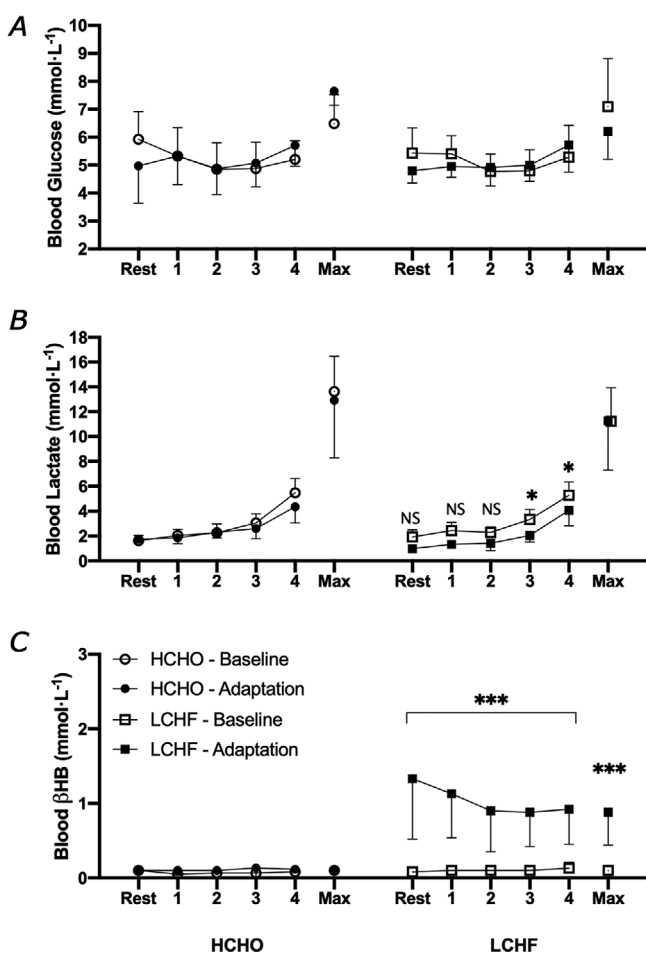 A
Blood Glucose (mmol·L-1)
10
9
8
7
6
5
4
3
2
Rest 1 2 3 4 Max Rest 1 2 3 4 Max
B
Blood Lactate (mmol·L-1)
18
16
14
12
10
8
6
4
2
0
NS NS NS * *
Rest 1 2 3 4 Max Rest 1 2 3 4 Max
C
Blood βHB (mmol·L-1)
3
2
1
0
HCHO - Baseline
HCHO - Adaptation
LCHF - Baseline
LCHF - Adaptation
***
***
Rest 1 2 3 4 Max Rest 1 2 3 4 Max
HCHO LCHF